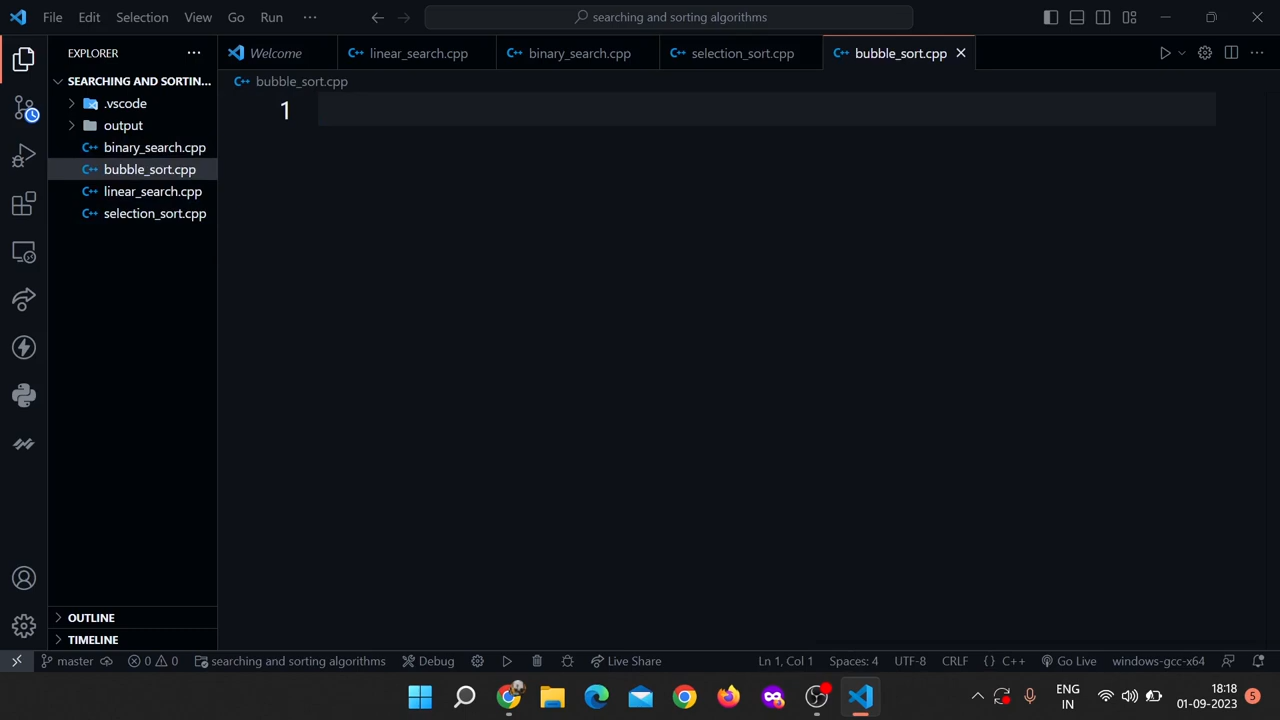 File Edit Selection View Go Run ··· searching and sorting algorithms
EXPLORER ···
Welcome linear_search.cpp binary_search.cpp selection_sort.cpp bubble_sort.cpp
SEARCHING AND SORTIN...
bubble_sort.cpp
.vscode
1
output
binary_search.cpp
bubble_sort.cpp
linear_search.cpp
selection_sort.cpp
OUTLINE
TIMELINE
master 0 0 searching and sorting algorithms Debug Live Share Ln 1, Col 1 Spaces: 4 UTF-8 CRLF {} C++ Go Live windows-gcc-x64
ENG
IN
18:18
01-09-2023
5